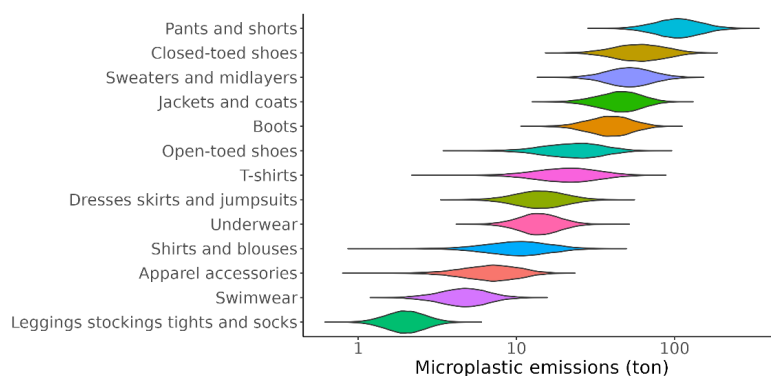 Pants and shorts
Closed-toed shoes
Sweaters and midlayers
Jackets and coats
Boots
Open-toed shoes
T-shirts
Dresses skirts and jumpsuits
Underwear
Shirts and blouses
Apparel accessories
Swimwear
Leggings stockings tights and socks
1 10 100
Microplastic emissions (ton)